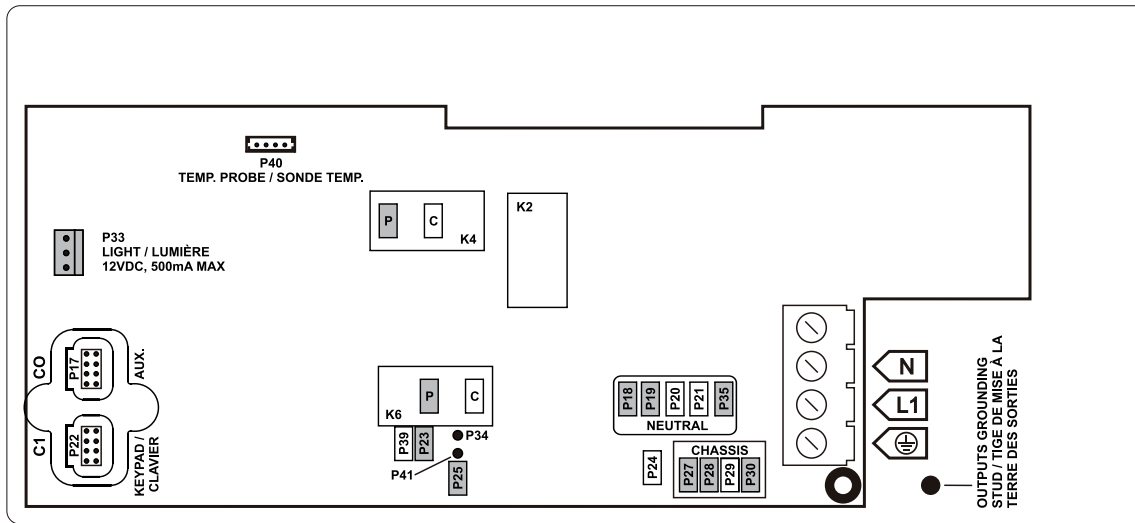 P40
TEMP. PROBE / SONDE TEMP.
P
C
K4
K2
P33
LIGHT / LUMIÈRE
12VDC, 500mA MAX
CO
P17
AUX.
C1
P22
KEYPAD /
CLAVIER
P
C
K6
P39
P23
P34
P41
P25
P18
P19
P20
P21
P35
NEUTRAL
P24
CHASSIS
P27
P28
P29
P30
N
L1
OUTPUTS GROUNDING
STUD / TIGE DE MISE À LA
TERRE DES SORTIES